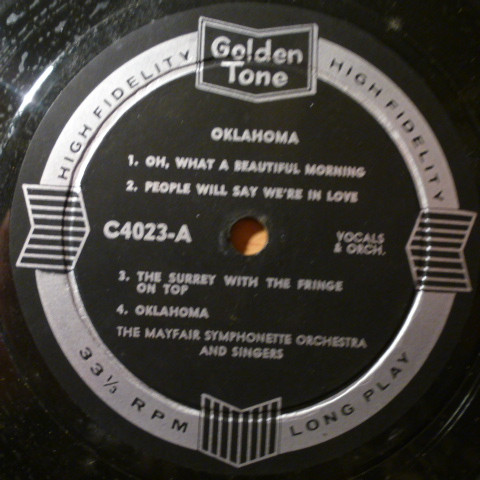 Golden
Tone
HIGH FIDELITY
HIGH FIDELITY
OKLAHOMA
1. OH, WHAT A BEAUTIFUL MORNING
2. PEOPLE WILL SAY WE'RE IN LOVE
C4023-A
VOCALS
& ORCH.
3. THE SURREY WITH THE FRINGE
ON TOP
4. OKLAHOMA
THE MAYFAIR SYMPHONETTE ORCHESTRA
AND SINGERS
33⅓ RPM
LONG PLAY